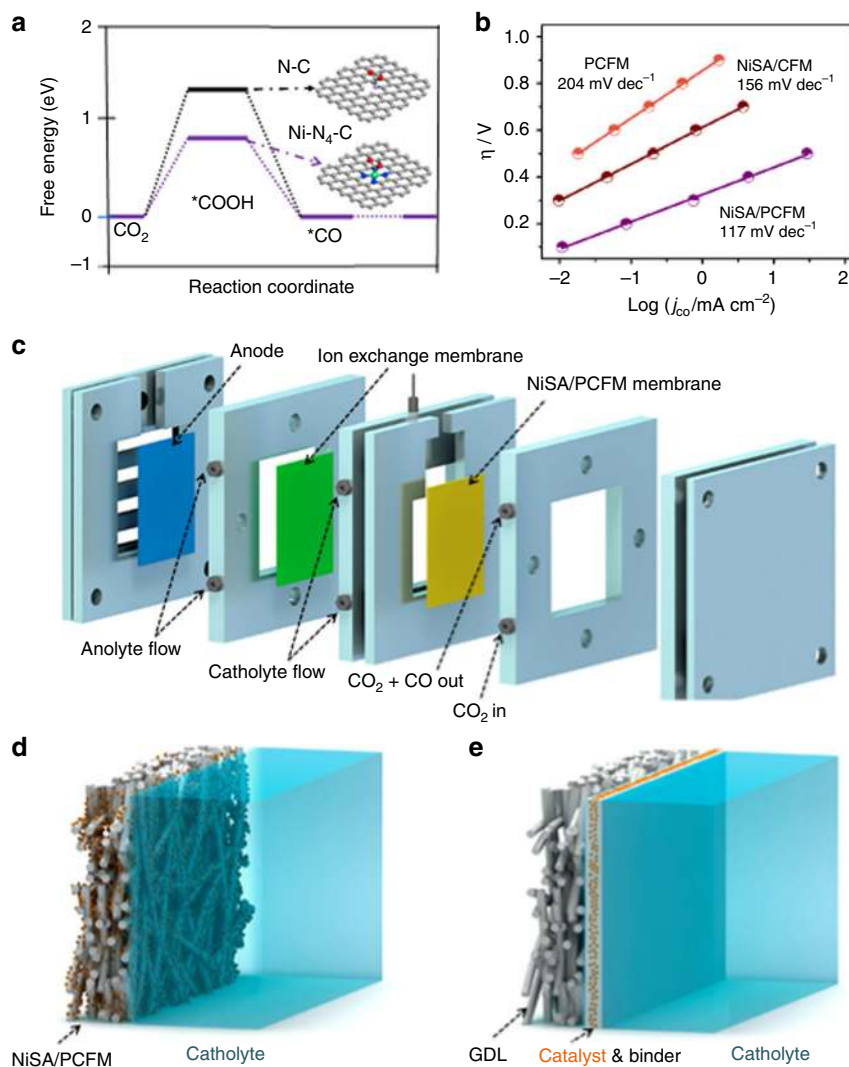 a
2
1
0
−1
Free energy (eV)
N-C
Ni-N₄-C
*COOH
CO₂
*CO
Reaction coordinate
b
1.0
0.8
0.6
0.4
0.2
η / V
PCFM
204 mV dec⁻¹
NiSA/CFM
156 mV dec⁻¹
NiSA/PCFM
117 mV dec⁻¹
−2
−1
0
1
2
Log (j_co/mA cm⁻²)
c
Anode
Ion exchange membrane
NiSA/PCFM membrane
Anolyte flow
Catholyte flow
CO₂ + CO out
CO₂ in
d
NiSA/PCFM
Catholyte
e
GDL
Catalyst & binder
Catholyte